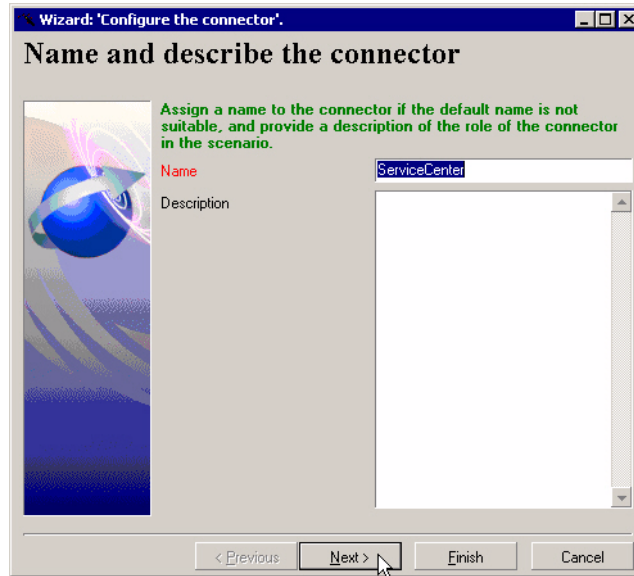 Wizard: 'Configure the connector'.
Name and describe the connector
Assign a name to the connector if the default name is not
suitable, and provide a description of the role of the connector
in the scenario.
Name
ServiceCenter
Description
< Previous
Next >
Finish
Cancel